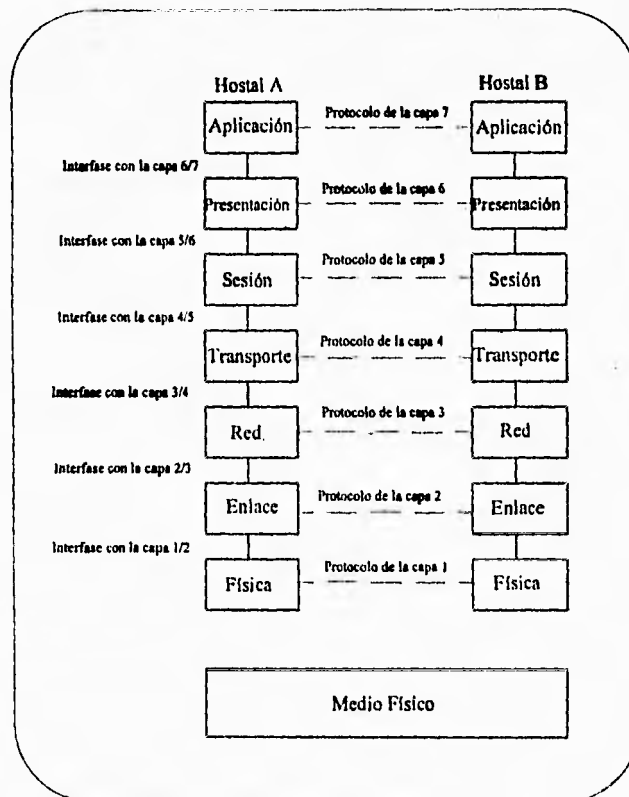 Hostal A
Hostal B
Aplicación
Protocolo de la capa 7
Aplicación
Interfase con la capa 6/7
Presentación
Protocolo de la capa 6
Presentación
Interfase con la capa 5/6
Sesión
Protocolo de la capa 5
Sesión
Interfase con la capa 4/5
Transporte
Protocolo de la capa 4
Transporte
Interfase con la capa 3/4
Red
Protocolo de la capa 3
Red
Interfase con la capa 2/3
Enlace
Protocolo de la capa 2
Enlace
Interfase con la capa 1/2
Física
Protocolo de la capa 1
Física
Medio Físico